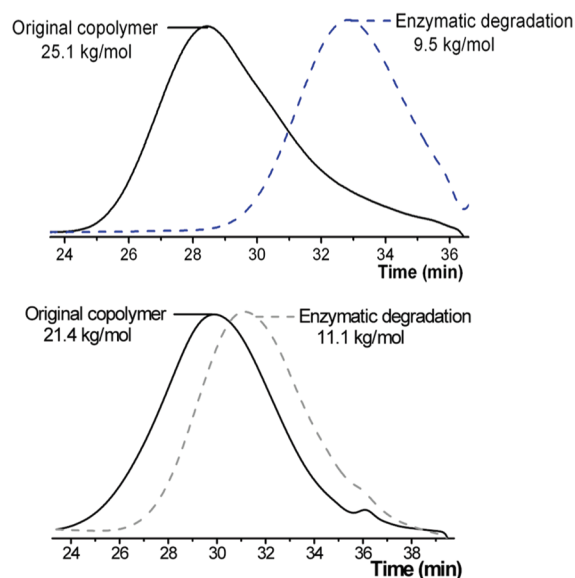 Original copolymer
25.1 kg/mol
Enzymatic degradation
9.5 kg/mol
24 26 28 30 32 34 36
Time (min)
Original copolymer
21.4 kg/mol
Enzymatic degradation
11.1 kg/mol
24 26 28 30 32 34 36 38
Time (min)